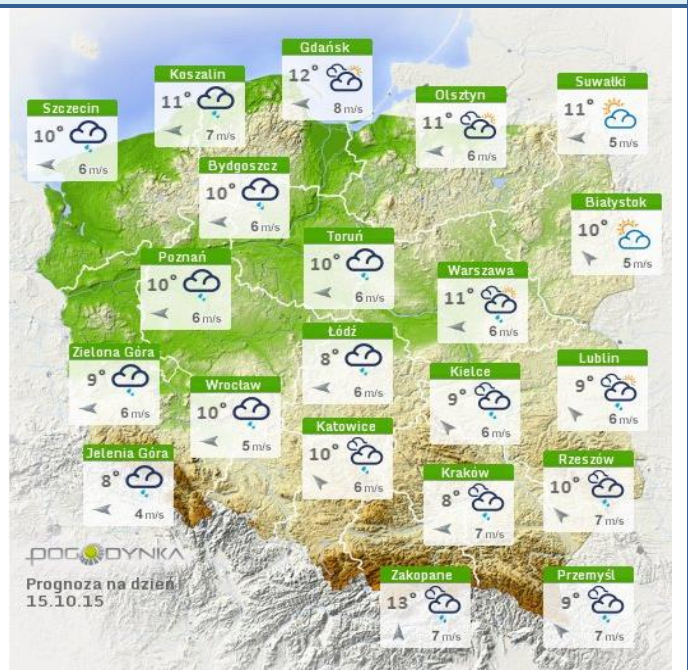 Gdańsk
12°
8 m/s
Koszalin
11°
7 m/s
Suwałki
11°
5 m/s
Olsztyn
11°
6 m/s
Szczecin
10°
6 m/s
Bydgoszcz
10°
6 m/s
Białystok
10°
5 m/s
Toruń
10°
6 m/s
Poznań
10°
6 m/s
Warszawa
11°
6 m/s
Łódź
8°
6 m/s
Zielona Góra
9°
6 m/s
Lublin
9°
6 m/s
Kielce
9°
6 m/s
Wrocław
10°
5 m/s
Katowice
10°
6 m/s
Jelenia Góra
8°
4 m/s
Rzeszów
10°
7 m/s
Kraków
8°
7 m/s
POGODYNKA
Prognoza na dzień
15.10.15
Zakopane
13°
7 m/s
Przemyśl
9°
7 m/s